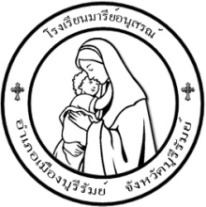 โรงเรียนมารีย์อนุสรณ์
อำเภอเมืองบุรีรัมย์ จังหวัดบุรีรัมย์